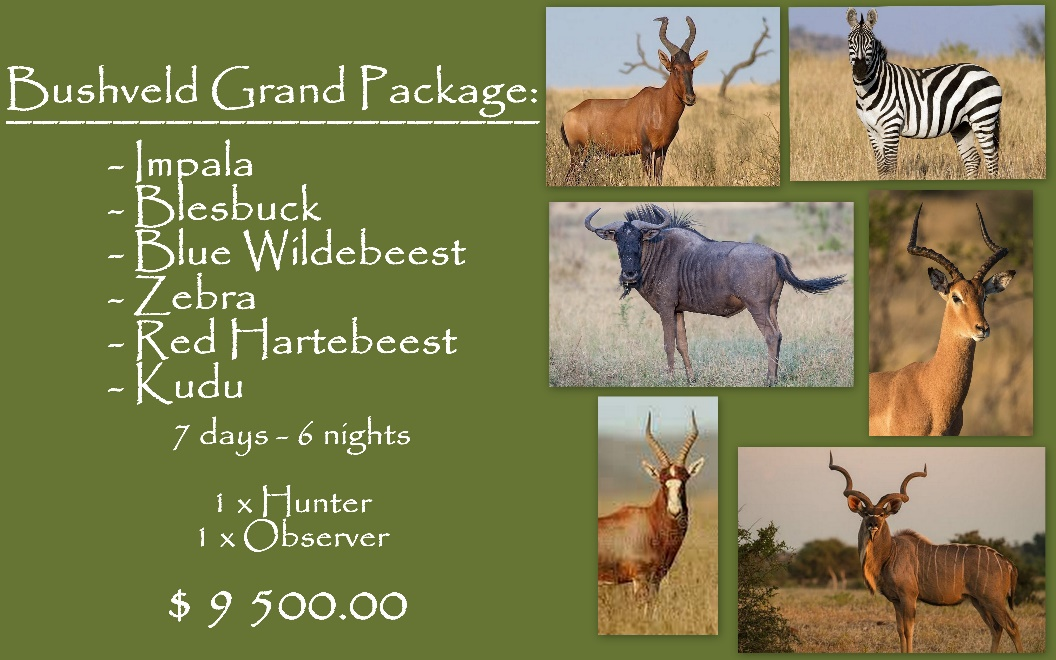 Bushveld Grand Package:
- Impala
- Blesbuck
- Blue Wildebeest
- Zebra
- Red Hartebeest
- Kudu
7 days - 6 nights
1 x Hunter
1 x Observer
$ 9 500.00